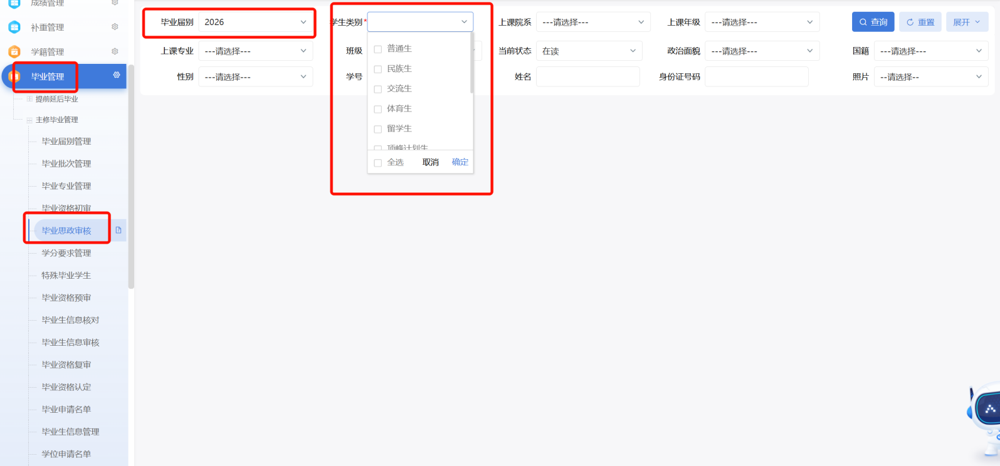 成绩管理
补重管理
学籍管理
毕业管理
提前延后毕业
主修毕业管理
毕业届别管理
毕业批次管理
毕业专业管理
毕业资格初审
毕业思政审核
学分要求管理
特殊毕业学生
毕业资格预审
毕业生信息核对
毕业生信息审核
毕业资格复审
毕业资格认定
毕业申请名单
毕业生信息管理
学位申请名单
毕业届别 2026 学生类别* 上课院系 ---请选择--- 上课年级 ---请选择--- 查询 重置 展开
上课专业 ---请选择--- 班级 当前状态 在读 政治面貌 ---请选择--- 国籍 ---请选择---
性别 ---请选择--- 学号 姓名 身份证号码 照片 --请选择--
普通生
民族生
交流生
体育生
留学生
项峰计划生
全选 取消 确定